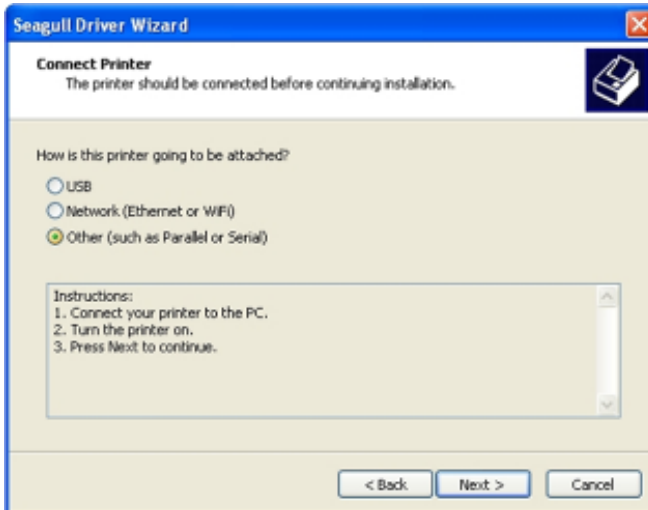 Seagull Driver Wizard
Connect Printer
The printer should be connected before continuing installation.
How is this printer going to be attached?
USB
Network (Ethernet or WiFi)
Other (such as Parallel or Serial)
Instructions:
1. Connect your printer to the PC.
2. Turn the printer on.
3. Press Next to continue.
< Back Next > Cancel